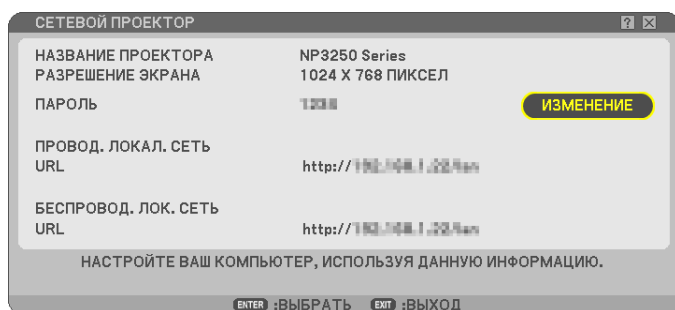 СЕТЕВОЙ ПРОЕКТОР
НАЗВАНИЕ ПРОЕКТОРА NP3250 Series
РАЗРЕШЕНИЕ ЭКРАНА 1024 X 768 ПИКСЕЛ
ПАРОЛЬ ИЗМЕНЕНИЕ
ПРОВОД. ЛОКАЛ. СЕТЬ
URL http://
БЕСПРОВОД. ЛОК. СЕТЬ
URL http://
НАСТРОЙТЕ ВАШ КОМПЬЮТЕР, ИСПОЛЬЗУЯ ДАННУЮ ИНФОРМАЦИЮ.
ENTER :ВЫБРАТЬ EXIT :ВЫХОД